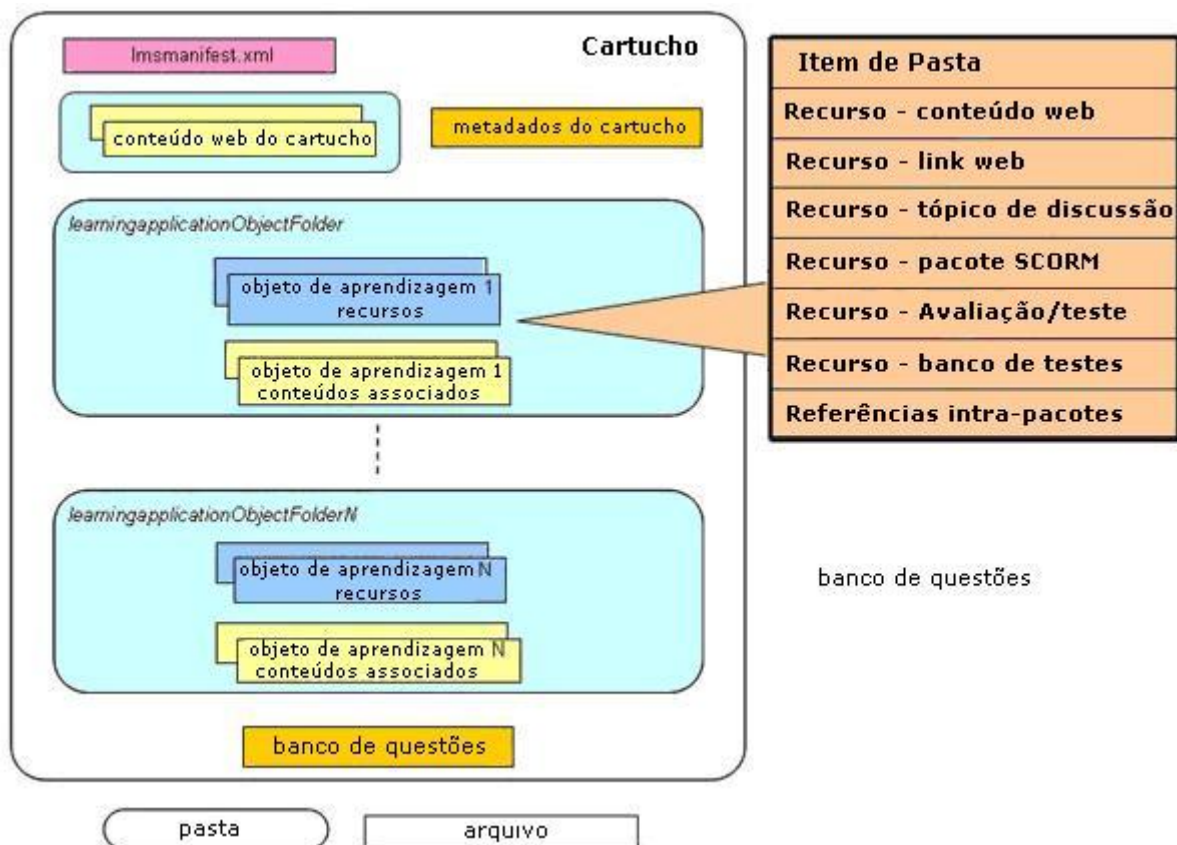 Cartucho
lmsmanifest.xml
conteúdo web do cartucho
metadados do cartucho
learningapplicationObjectFolder
objeto de aprendizagem 1
recursos
objeto de aprendizagem 1
conteúdos associados
learningapplicationObjectFolderN
objeto de aprendizagem N
recursos
objeto de aprendizagem N
conteúdos associados
banco de questões
pasta
arquivo
Item de Pasta
Recurso - conteúdo web
Recurso - link web
Recurso - tópico de discussão
Recurso - pacote SCORM
Recurso - Avaliação/teste
Recurso - banco de testes
Referências intra-pacotes
banco de questões